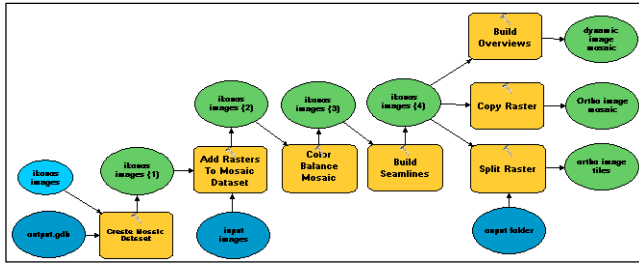 Build
Overviews
dynamic
image
mosaic
ikonos
images {2}
ikonos
images {3}
ikonos
images {4}
Copy Raster
Ortho image
mosaic
ikonos
images
ikonos
images {1}
Add Rasters
To Mosaic
Dataset
Color
Balance
Mosaic
Build
Seamlines
Split Raster
ortho image
tiles
output.gdb
Create Mosaic
Dataset
input
images
ouput folder